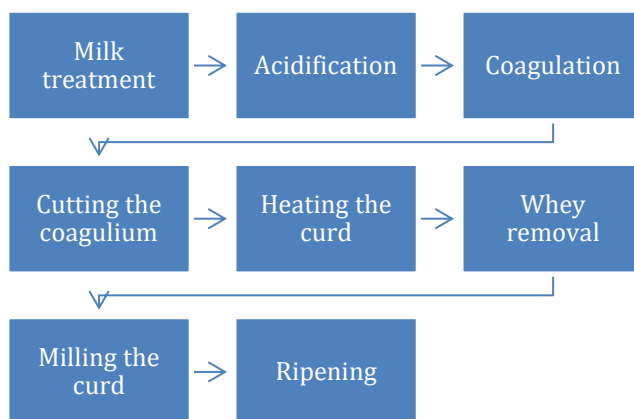 Milk
treatment
Acidification
Coagulation
Cutting the
coagulium
Heating the
curd
Whey
removal
Milling the
curd
Ripening